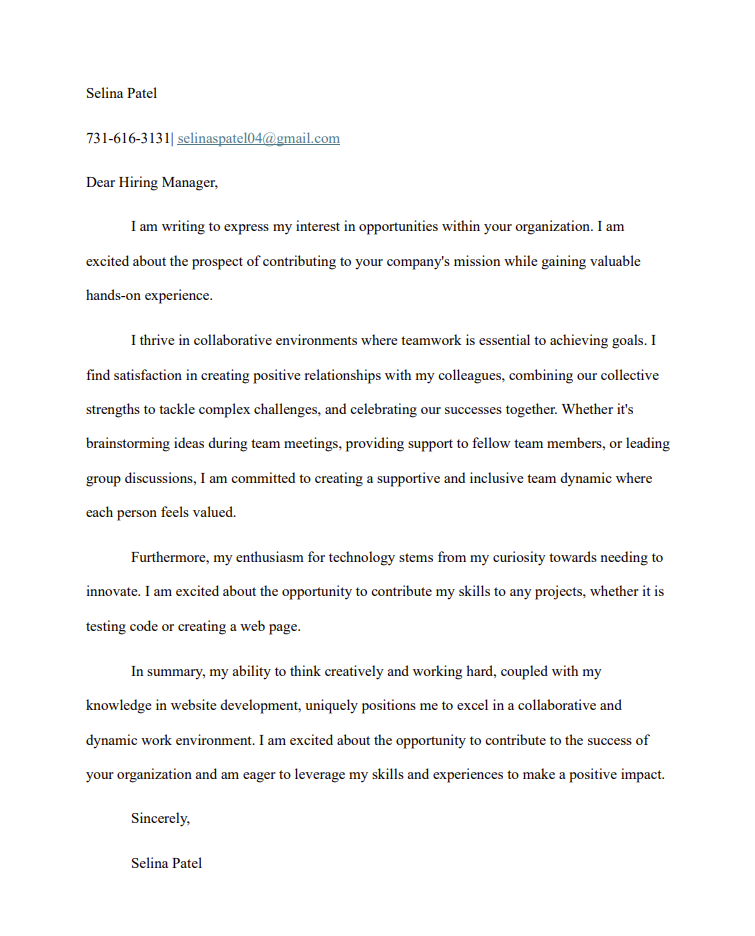 Selina Patel
731-616-3131| selinaspatel04@gmail.com
Dear Hiring Manager,
I am writing to express my interest in opportunities within your organization. I am
excited about the prospect of contributing to your company's mission while gaining valuable
hands-on experience.
I thrive in collaborative environments where teamwork is essential to achieving goals. I
find satisfaction in creating positive relationships with my colleagues, combining our collective
strengths to tackle complex challenges, and celebrating our successes together. Whether it's
brainstorming ideas during team meetings, providing support to fellow team members, or leading
group discussions, I am committed to creating a supportive and inclusive team dynamic where
each person feels valued.
Furthermore, my enthusiasm for technology stems from my curiosity towards needing to
innovate. I am excited about the opportunity to contribute my skills to any projects, whether it is
testing code or creating a web page.
In summary, my ability to think creatively and working hard, coupled with my
knowledge in website development, uniquely positions me to excel in a collaborative and
dynamic work environment. I am excited about the opportunity to contribute to the success of
your organization and am eager to leverage my skills and experiences to make a positive impact.
Sincerely,
Selina Patel